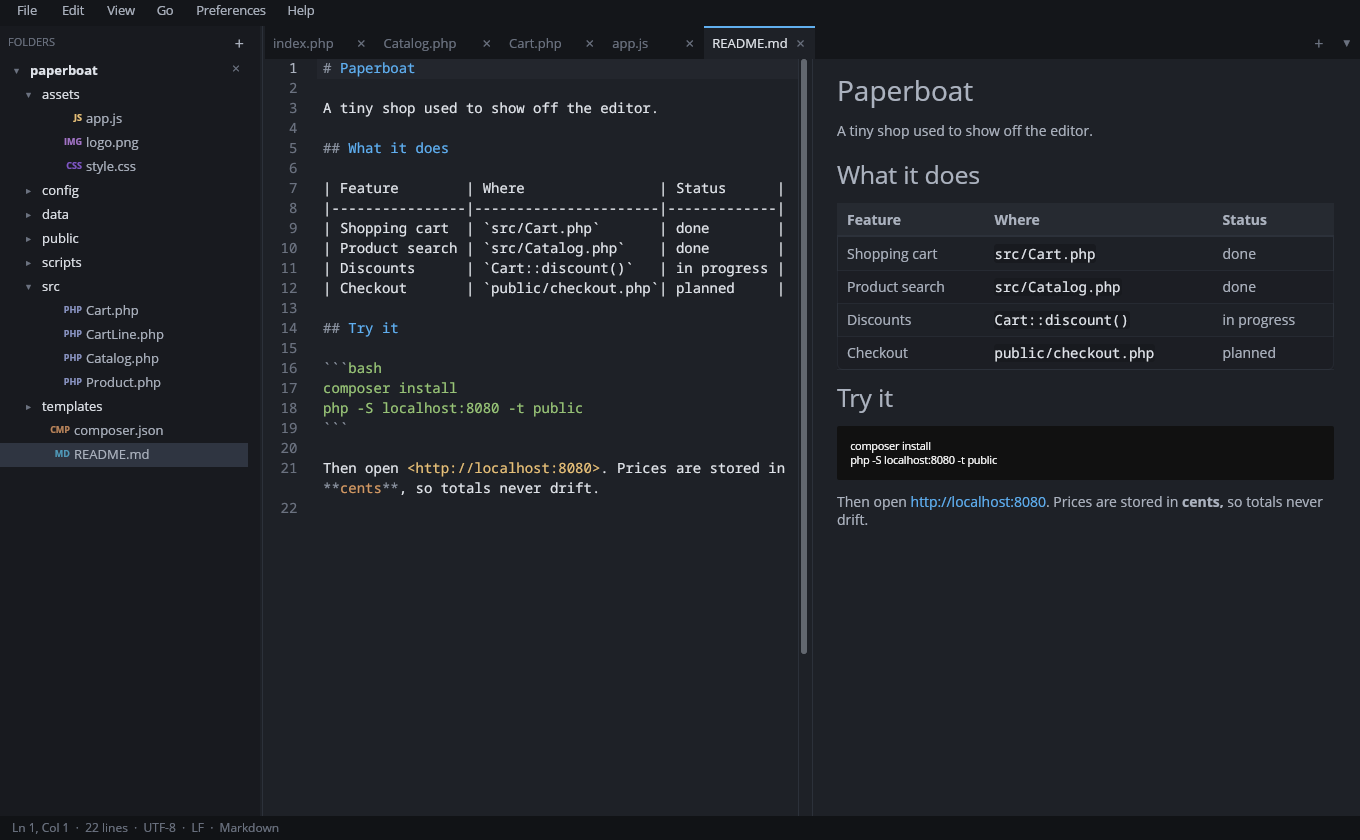 File Edit View Go Preferences Help
FOLDERS +
index.php × Catalog.php × Cart.php × app.js × README.md × + ▾
▾ paperboat ×
▾ assets
JS app.js
IMG logo.png
CSS style.css
▸ config
▸ data
▸ public
▸ scripts
▾ src
PHP Cart.php
PHP CartLine.php
PHP Catalog.php
PHP Product.php
▸ templates
CMP composer.json
MD README.md
1 # Paperboat
2
3 A tiny shop used to show off the editor.
4
5 ## What it does
6
7 | Feature        | Where                | Status      |
8 |----------------|----------------------|-------------|
9 | Shopping cart  | `src/Cart.php`       | done        |
10 | Product search | `src/Catalog.php`    | done        |
11 | Discounts      | `Cart::discount()`   | in progress |
12 | Checkout       | `public/checkout.php`| planned     |
13
14 ## Try it
15
16 ```bash
17 composer install
18 php -S localhost:8080 -t public
19 ```
20
21 Then open <http://localhost:8080>. Prices are stored in
**cents**, so totals never drift.
22
Paperboat
A tiny shop used to show off the editor.
What it does
Feature Where Status
Shopping cart src/Cart.php done
Product search src/Catalog.php done
Discounts Cart::discount() in progress
Checkout public/checkout.php planned
Try it
composer install
php -S localhost:8080 -t public
Then open http://localhost:8080. Prices are stored in cents, so totals never
drift.
Ln 1, Col 1 · 22 lines · UTF-8 · LF · Markdown